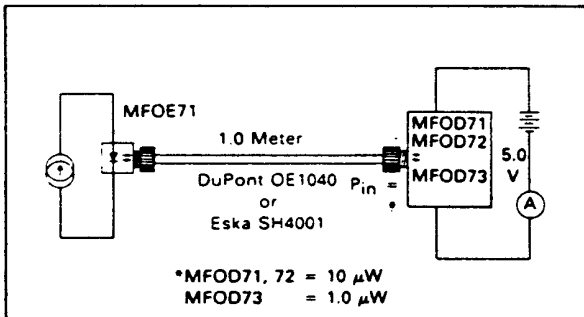 MFOE71
1.0 Meter
DuPont OE1040
or
Eska SH4001
Pin =
*
MFOD71
MFOD72
MFOD73
5.0
V
A
*MFOD71, 72 = 10 μW
MFOD73 = 1.0 μW